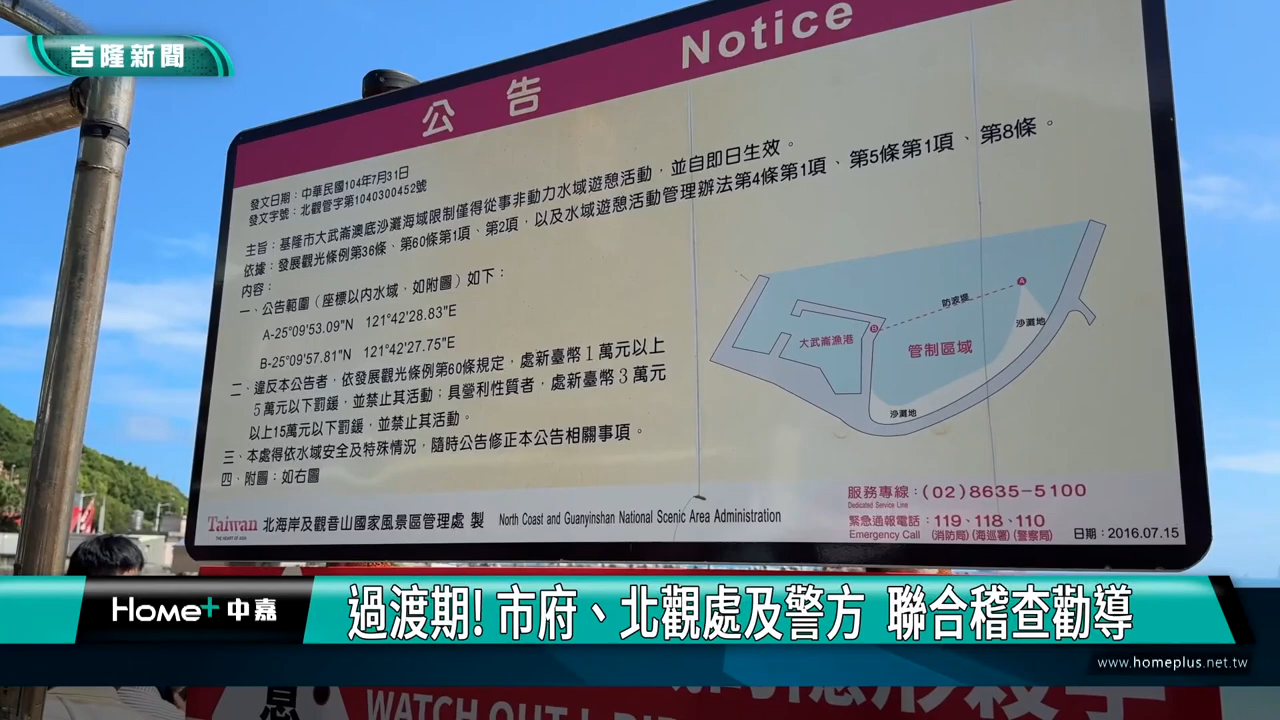 吉隆新聞
公告 Notice
發文日期：中華民國104年7月31日
發文字號：北觀管字第1040300452號
主旨：基隆市大武崙澳底沙灘海域限制僅得從事非動力水域遊憩活動，並自即日生效。
依據：發展觀光條例第36條、第60條第1項、第2項，以及水域遊憩活動管理辦法第4條第1項、第5條第1項、第8條。
內容：
一、公告範圍（座標以內水域，如附圖）如下：
A-25°09'53.09"N 121°42'28.83"E
B-25°09'57.81"N 121°42'27.75"E
二、違反本公告者，依發展觀光條例第60條規定，處新臺幣1萬元以上
5萬元以下罰鍰，並禁止其活動；具營利性質者，處新臺幣3萬元
以上15萬元以下罰鍰，並禁止其活動。
三、本處得依水域安全及特殊情況，隨時公告修正本公告相關事項。
四、附圖：如右圖
A
防波堤
B
沙灘地
大武崙漁港
管制區域
沙灘地
服務專線：(02)8635-5100
Dedicated Service Line
緊急通報電話：119、118、110
Emergency Call (消防局)(海巡署)(警察局)
日期：2016.07.15
Taiwan 北海岸及觀音山國家風景區管理處 製 North Coast and Guanyinshan National Scenic Area Administration
THE HEART OF ASIA
Home+中嘉
過渡期!市府、北觀處及警方 聯合稽查勸導
www.homeplus.net.tw
WATCH OUT!